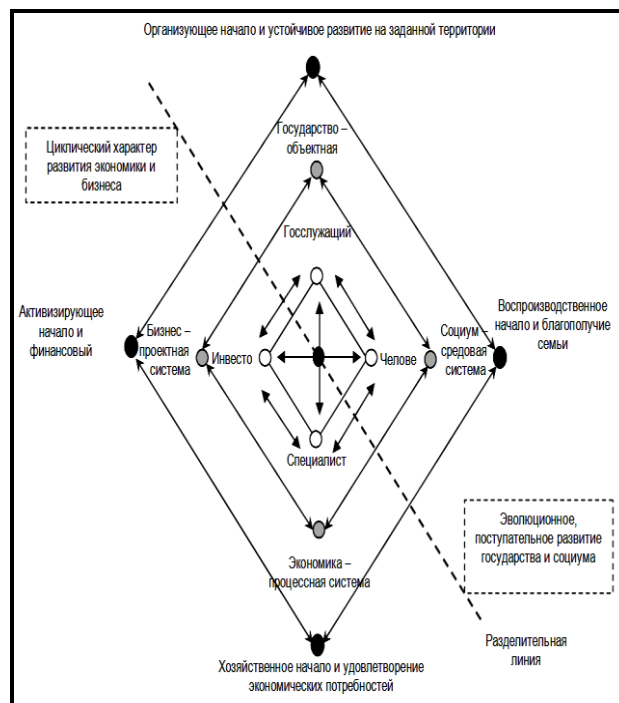 Организующее начало и устойчивое развитие на заданной территории
Циклический характер
развития экономики и
бизнеса
Государство –
объектная
Госслужащий
Активизирующее
начало и
финансовый
Бизнес –
проектная
система
Инвесто
Челове
Социум –
средовая
система
Воспроизводственное
начало и благополучие
семьи
Специалист
Экономика –
процессная система
Эволюционное,
поступательное развитие
государства и социума
Разделительная
линия
Хозяйственное начало и удовлетворение
экономических потребностей